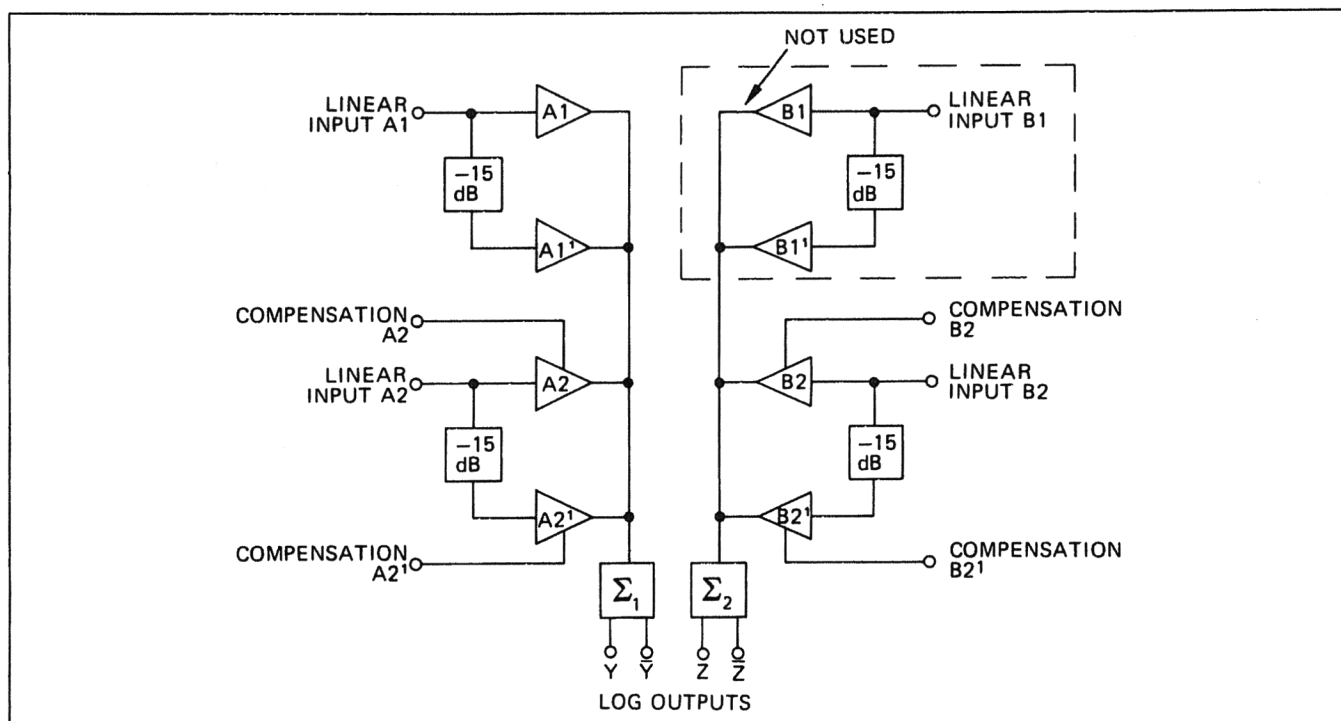 NOT USED
LINEAR
INPUT A1
A1
B1
LINEAR
INPUT B1
−15
dB
−15
dB
A1¹
B1¹
COMPENSATION
A2
COMPENSATION
B2
LINEAR
INPUT A2
A2
B2
LINEAR
INPUT B2
−15
dB
−15
dB
A2¹
B2¹
COMPENSATION
A2¹
COMPENSATION
B2¹
Σ₁
Σ₂
Y
Y̅
Z
Z̅
LOG OUTPUTS